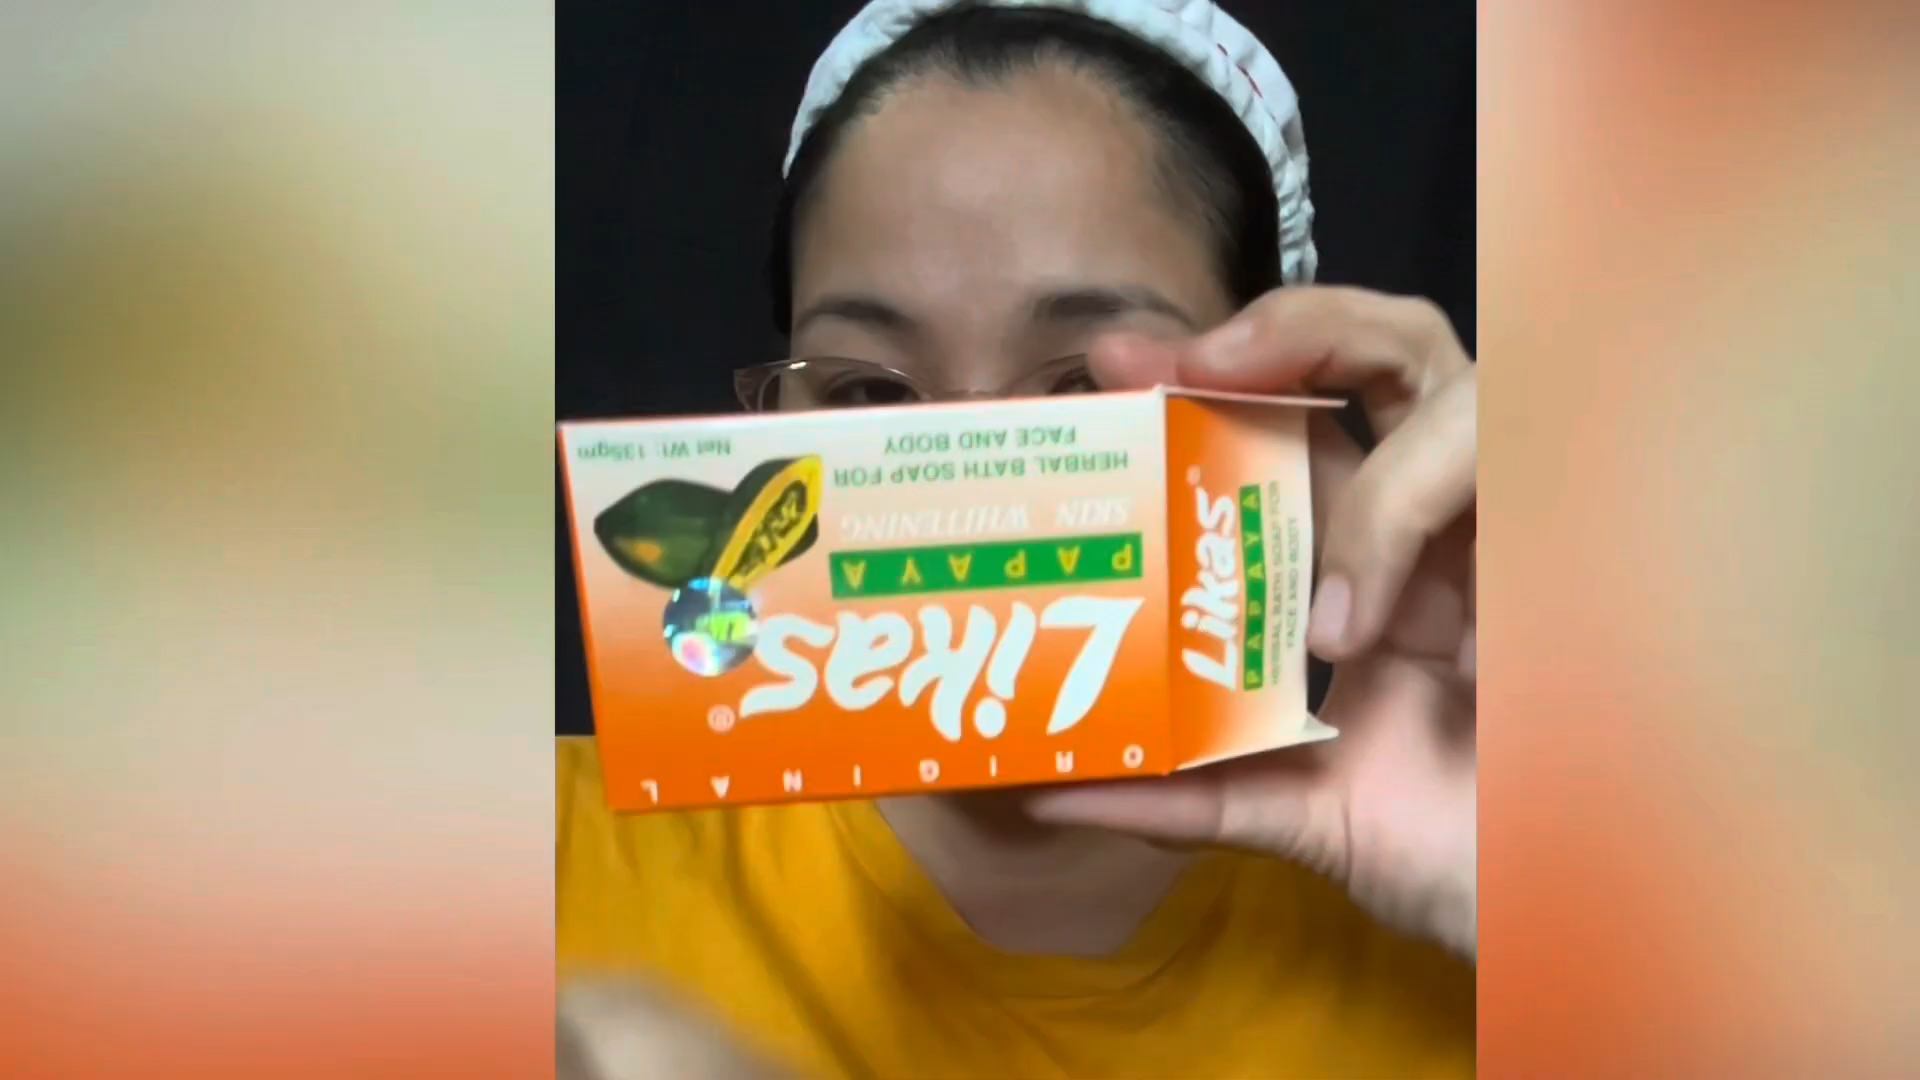 ORIGINAL
Likas®
PAPAYA
SKIN WHITENING
HERBAL BATH SOAP FOR
FACE AND BODY
Net Wt: 135gm
Likas
PAPAYA
HERBAL BATH SOAP FOR
FACE AND BODY